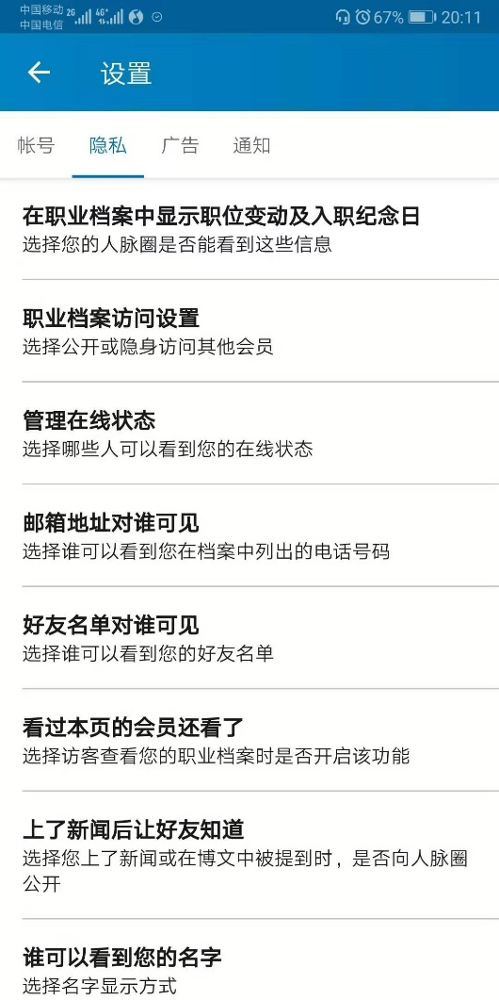 中国移动 2G 4G 67% 20:11
中国电信
设置
帐号 隐私 广告 通知
在职业档案中显示职位变动及入职纪念日
选择您的人脉圈是否能看到这些信息
职业档案访问设置
选择公开或隐身访问其他会员
管理在线状态
选择哪些人可以看到您的在线状态
邮箱地址对谁可见
选择谁可以看到您在档案中列出的电话号码
好友名单对谁可见
选择谁可以看到您的好友名单
看过本页的会员还看了
选择访客查看您的职业档案时是否开启该功能
上了新闻后让好友知道
选择您上了新闻或在博文中被提到时，是否向人脉圈
公开
谁可以看到您的名字
选择名字显示方式